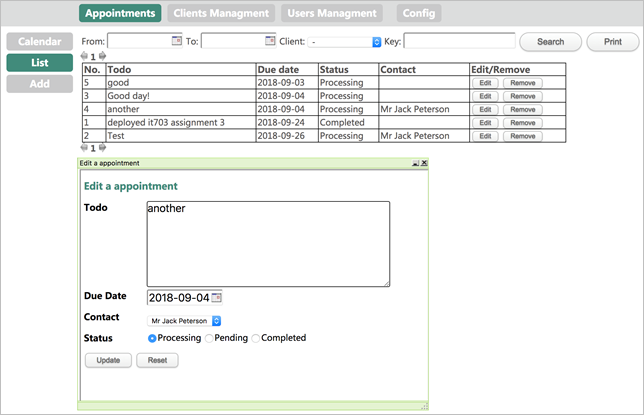 Appointments Clients Managment Users Managment Config
Calendar
List
Add
From: To: Client: - Key: Search Print
1
No. Todo Due date Status Contact Edit/Remove
5 good 2018-09-03 Processing Edit Remove
3 Good day! 2018-09-04 Processing Edit Remove
4 another 2018-09-04 Processing Mr Jack Peterson Edit Remove
1 deployed it703 assignment 3 2018-09-24 Completed Edit Remove
2 Test 2018-09-26 Processing Mr Jack Peterson Edit Remove
1
Edit a appointment
Edit a appointment
Todo another
Due Date 2018-09-04
Contact Mr Jack Peterson
Status Processing Pending Completed
Update Reset